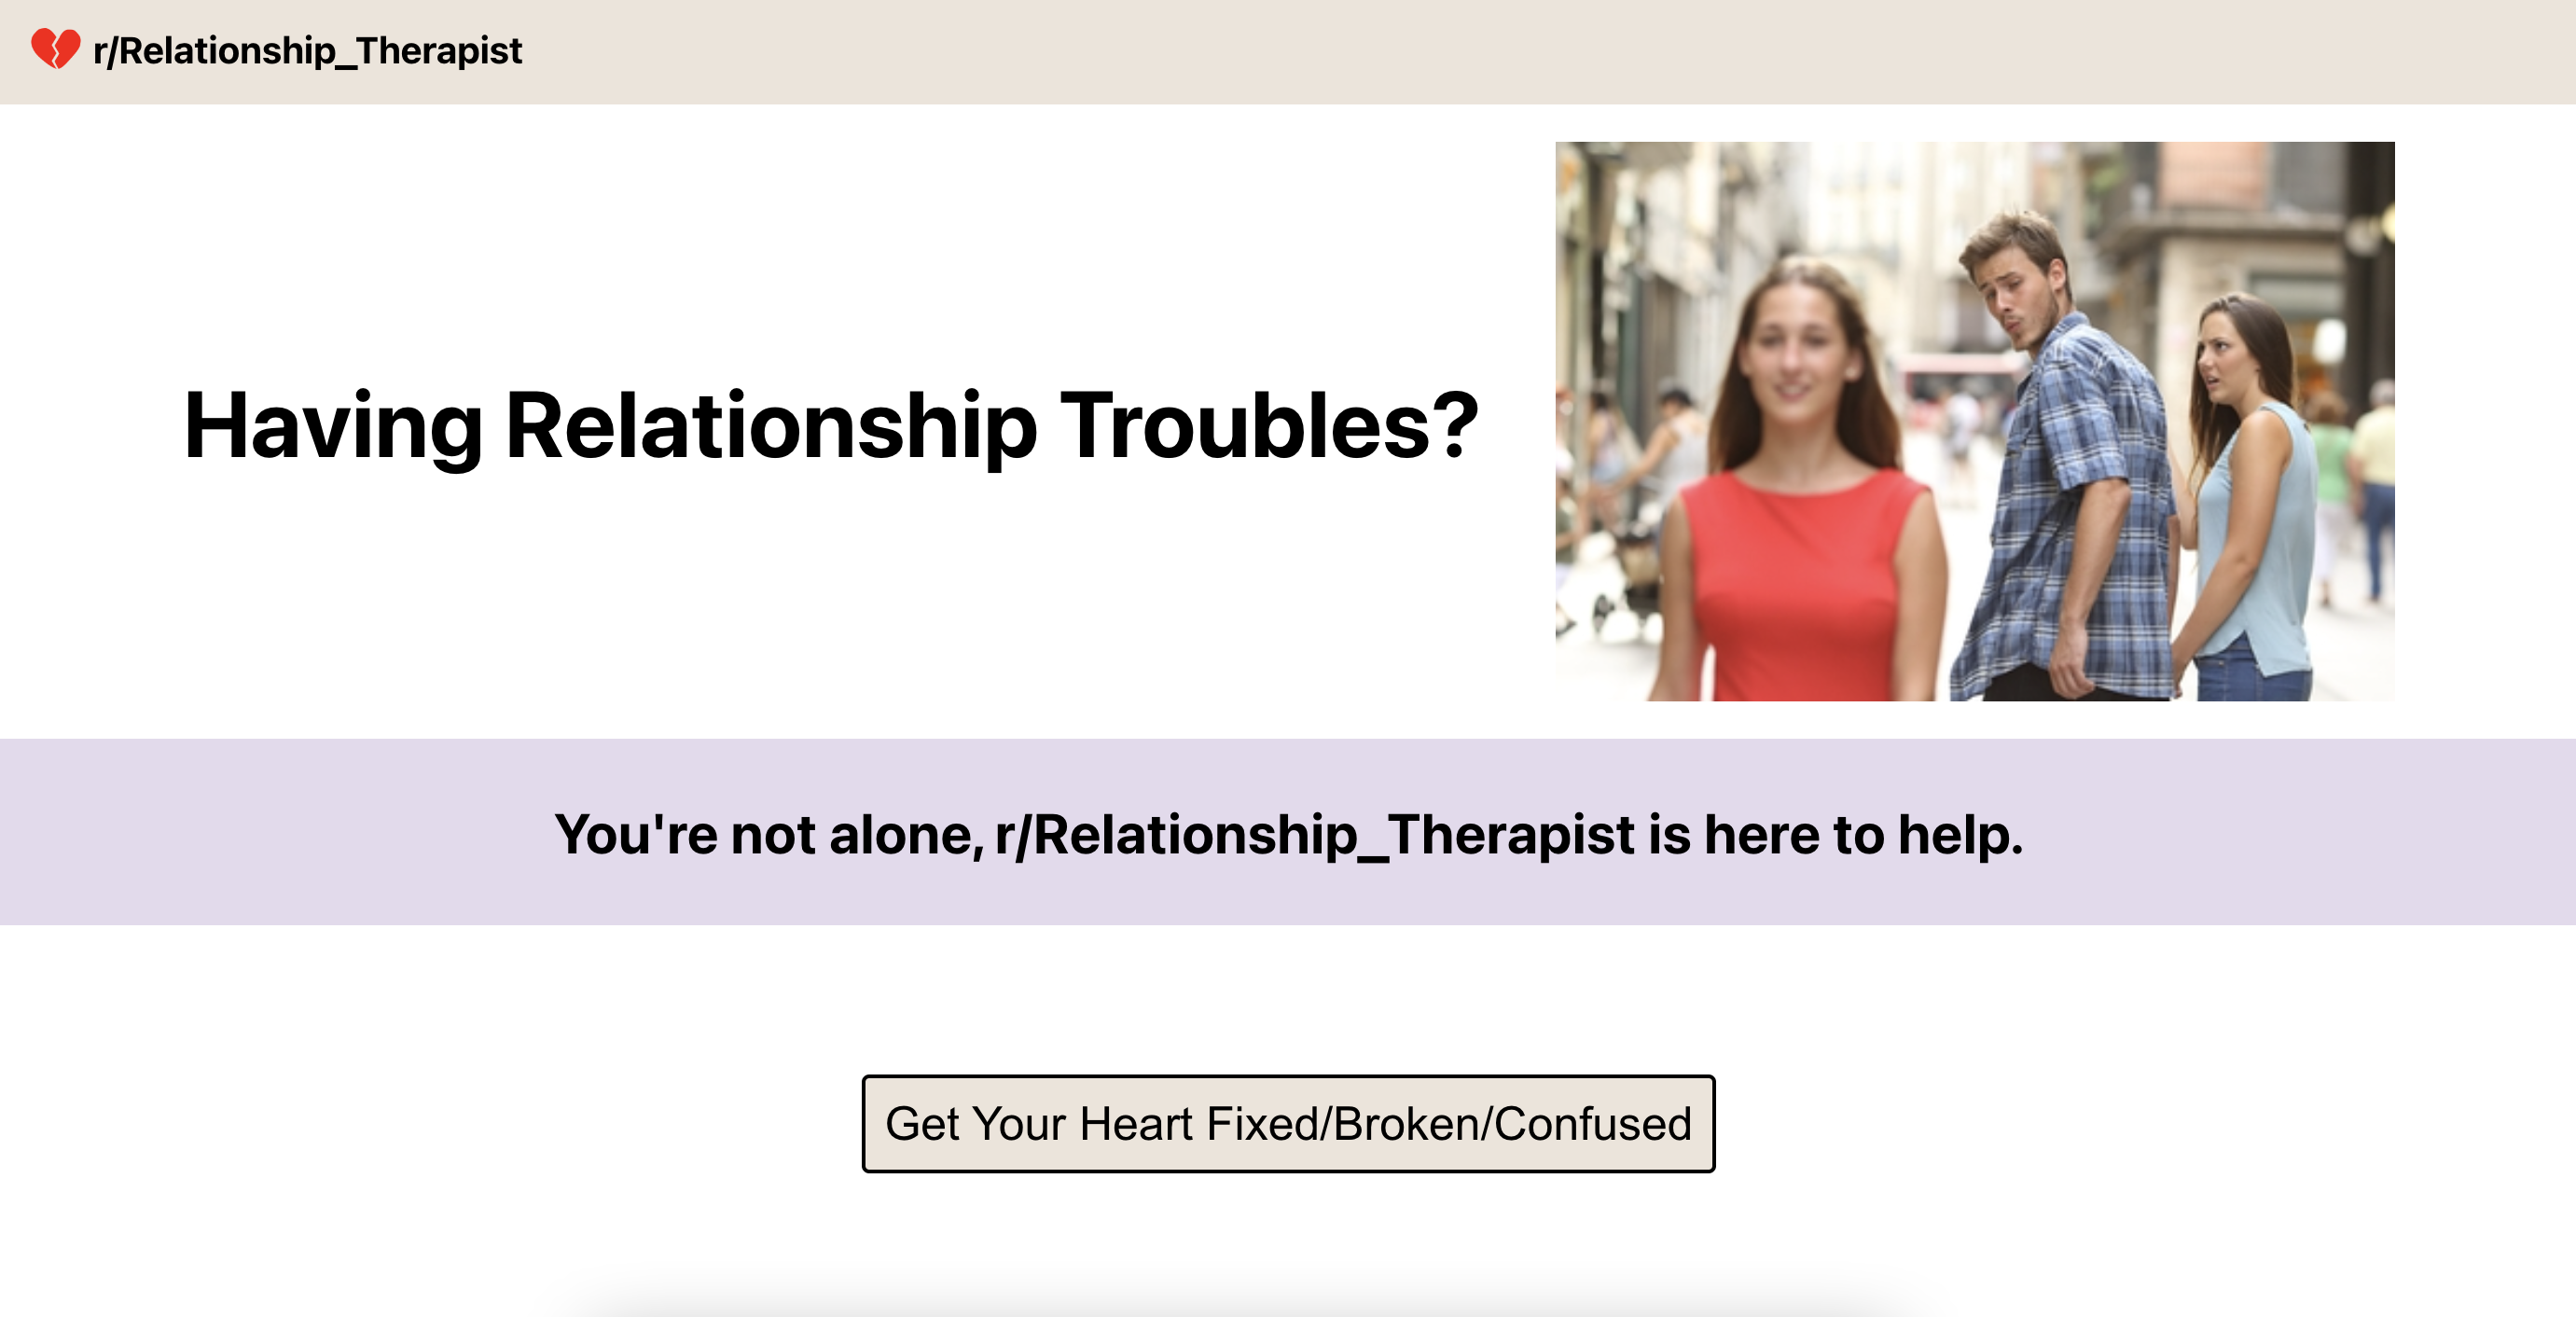 r/Relationship_Therapist
Having Relationship Troubles?
You're not alone, r/Relationship_Therapist is here to help.
Get Your Heart Fixed/Broken/Confused